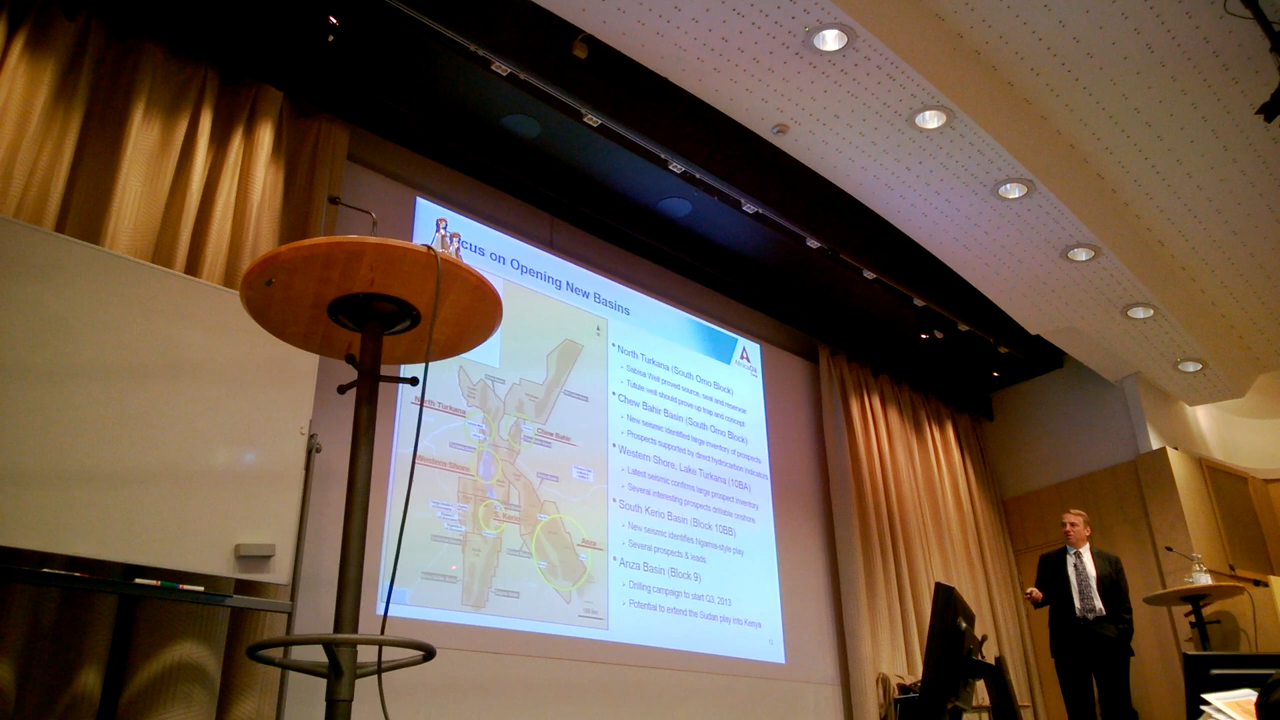 cus on Opening New Basins
Africa Oil
• North Turkana (South Omo Block)
➢ Sabisa Well proved source, seal and reservoir
➢ Tutule well should prove up trap and concept
• Chew Bahir Basin (South Omo Block)
➢ New seismic identified large inventory of prospects
➢ Prospects supported by direct hydrocarbon indicators
• Western Shore, Lake Turkana (10BA)
➢ Latest seismic confirms large prospect inventory
➢ Several interesting prospects drillable onshore
• South Kerio Basin (Block 10BB)
➢ New seismic identifies Ngamia-style play
➢ Several prospects & leads
• Anza Basin (Block 9)
➢ Drilling campaign to start Q3, 2013
➢ Potential to extend the Sudan play into Kenya
North Turkana
Chew Bahir
Western Shore
Kerio
Anza
12